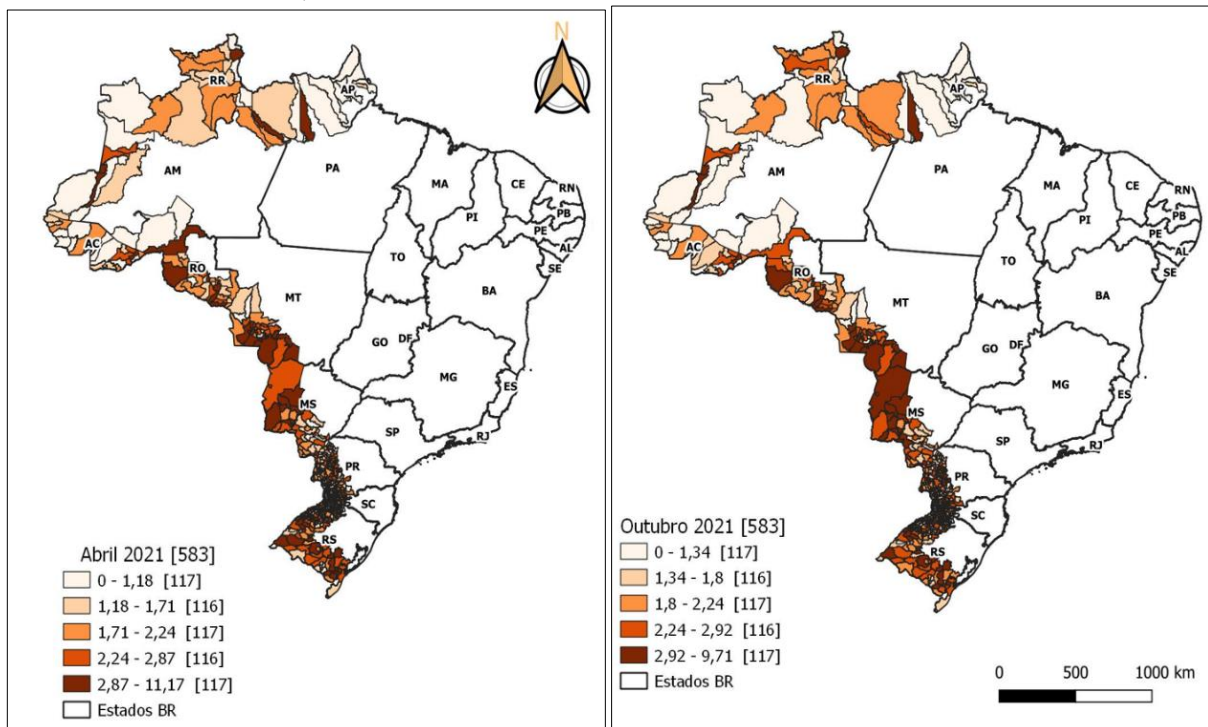 N
RR
AP
AM
PA
MA
CE
RN
PB
PI
PE
AL
SE
AC
RO
TO
BA
MT
GO
DF
MG
ES
MS
SP
RJ
PR
SC
RS
Abril 2021 [583]
0 - 1,18 [117]
1,18 - 1,71 [116]
1,71 - 2,24 [117]
2,24 - 2,87 [116]
2,87 - 11,17 [117]
Estados BR
RR
AP
AM
PA
MA
CE
RN
PB
PI
PE
AL
SE
AC
RO
TO
BA
MT
GO
DF
MG
ES
MS
SP
RJ
PR
SC
RS
Outubro 2021 [583]
0 - 1,34 [117]
1,34 - 1,8 [116]
1,8 - 2,24 [117]
2,24 - 2,92 [116]
2,92 - 9,71 [117]
Estados BR
0 500 1000 km